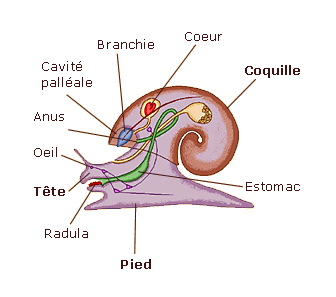 Coeur
Branchie
Cavité
palléale
Coquille
Anus
Oeil
Tête
Estomac
Radula
Pied